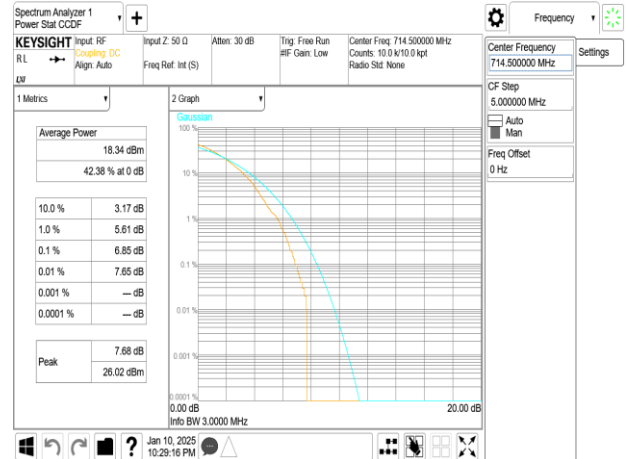 Spectrum Analyzer 1
Power Stat CCDF
Frequency
KEYSIGHT
RL
Input: RF
Coupling: DC
Align: Auto
Input Z: 50 Ω
Freq Ref: Int (S)
Atten: 30 dB
Trig: Free Run
#IF Gain: Low
Center Freq: 714.500000 MHz
Counts: 10.0 k/10.0 kpt
Radio Std: None
Center Frequency
714.500000 MHz
Settings
CF Step
5.000000 MHz
Auto
Man
Freq Offset
0 Hz
1 Metrics
2 Graph
Average Power
18.34 dBm
42.38 % at 0 dB
10.0 % 3.17 dB
1.0 % 5.61 dB
0.1 % 6.85 dB
0.01 % 7.65 dB
0.001 % --- dB
0.0001 % --- dB
Peak 7.68 dB
26.02 dBm
Gaussian
100 %
10 %
1 %
0.1 %
0.01 %
0.001 %
0.0001 %
0.00 dB 20.00 dB
Info BW 3.0000 MHz
Jan 10, 2025
10:29:16 PM